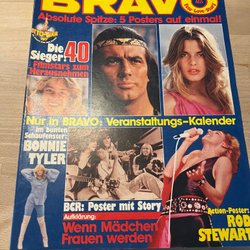 BRAVO
Absolute Spitze: 5 Posters auf einmal!
Die
Sieger
40
Filmstars zum
Herausnehmen
Nur in BRAVO: Veranstaltungs-Kalender
Im bunten
Schaufenster:
BONNIE
TYLER
BCR: Poster mit Story
Aufklärung:
Wenn Mädchen
Frauen werden
Action-Poster:
ROD
STEWART